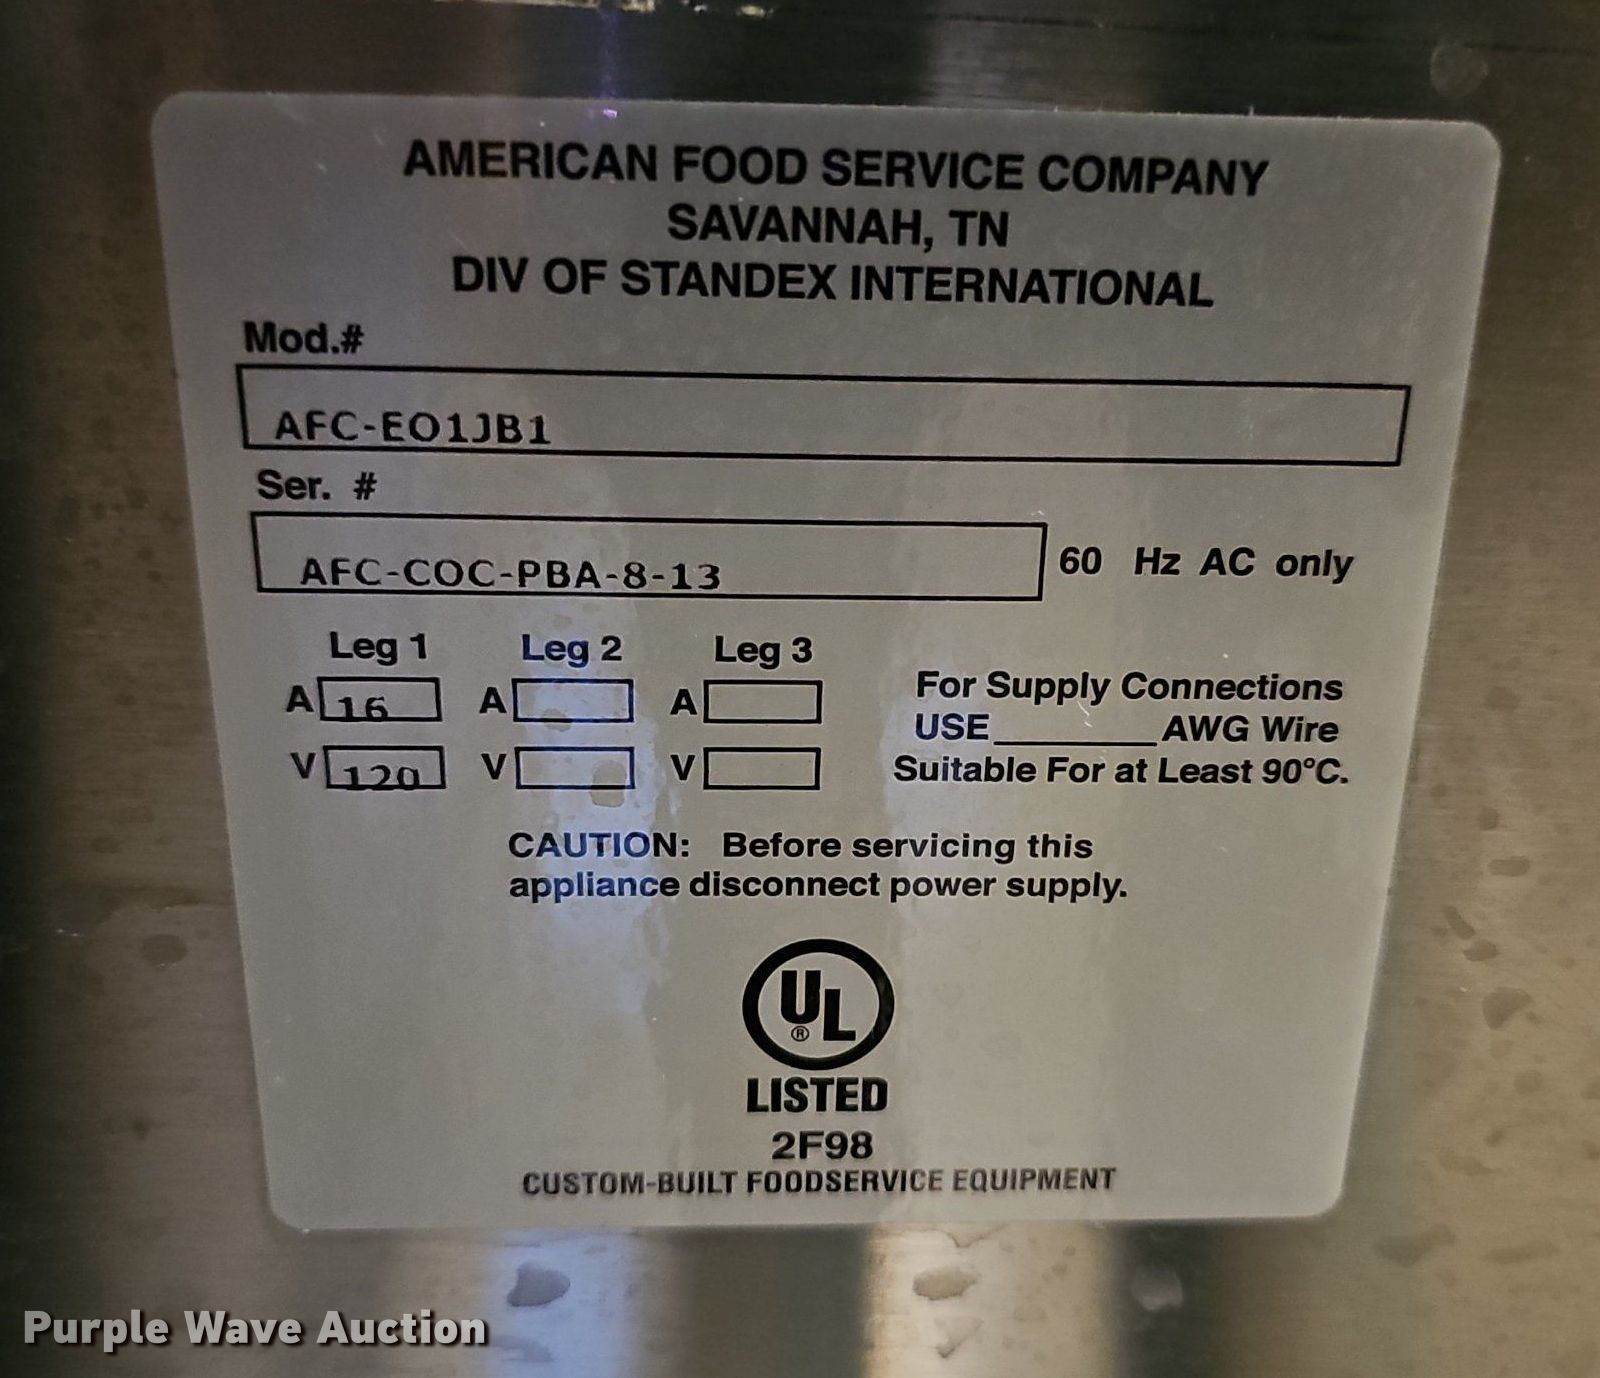 AMERICAN FOOD SERVICE COMPANY
SAVANNAH, TN
DIV OF STANDEX INTERNATIONAL
Mod.#
AFC-EO1JB1
Ser. #
AFC-COC-PBA-8-13 60 Hz AC only
Leg 1 Leg 2 Leg 3
A 16 A A
V 120 V V
For Supply Connections
USE________AWG Wire
Suitable For at Least 90°C.
CAUTION: Before servicing this
appliance disconnect power supply.
UL
®
LISTED
2F98
CUSTOM-BUILT FOODSERVICE EQUIPMENT
Purple Wave Auction